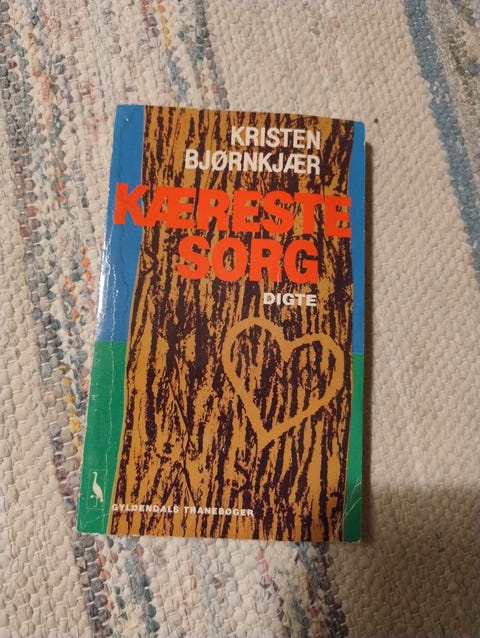 KRISTEN
BJØRNKJÆR
KÆRESTE
SORG
DIGTE
GYLDENDALS TRANEBØGER